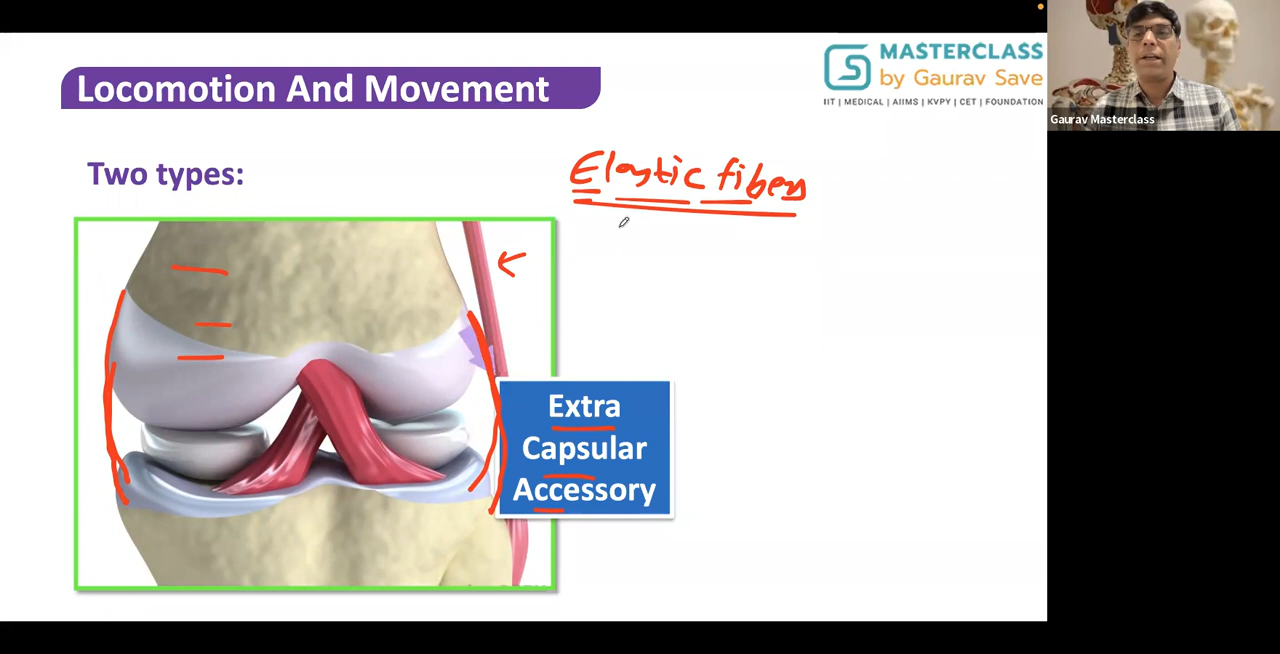 Locomotion And Movement
MASTERCLASS
by Gaurav Save
IIT | MEDICAL | AIIMS | KVPY | CET | FOUNDATION
Gaurav Masterclass
Two types:
Elastic fibers
Extra
Capsular
Accessory